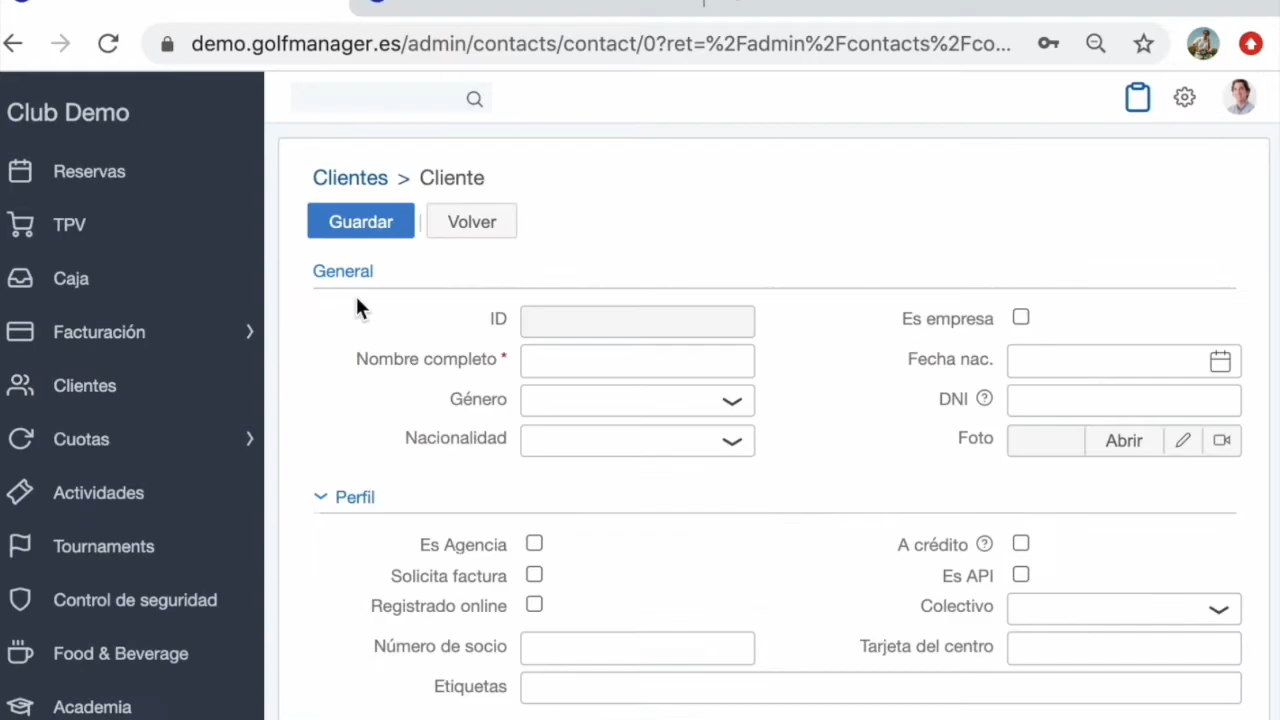 demo.golfmanager.es/admin/contacts/contact/0?ret=%2Fadmin%2Fcontacts%2Fco...
Club Demo
Reservas
TPV
Caja
Facturación
Clientes
Cuotas
Actividades
Tournaments
Control de seguridad
Food & Beverage
Academia
Clientes > Cliente
Guardar | Volver
General
ID
Es empresa
Nombre completo *
Fecha nac.
Género
DNI ?
Nacionalidad
Foto Abrir
Perfil
Es Agencia
A crédito ?
Solicita factura
Es API
Registrado online
Colectivo
Número de socio
Tarjeta del centro
Etiquetas